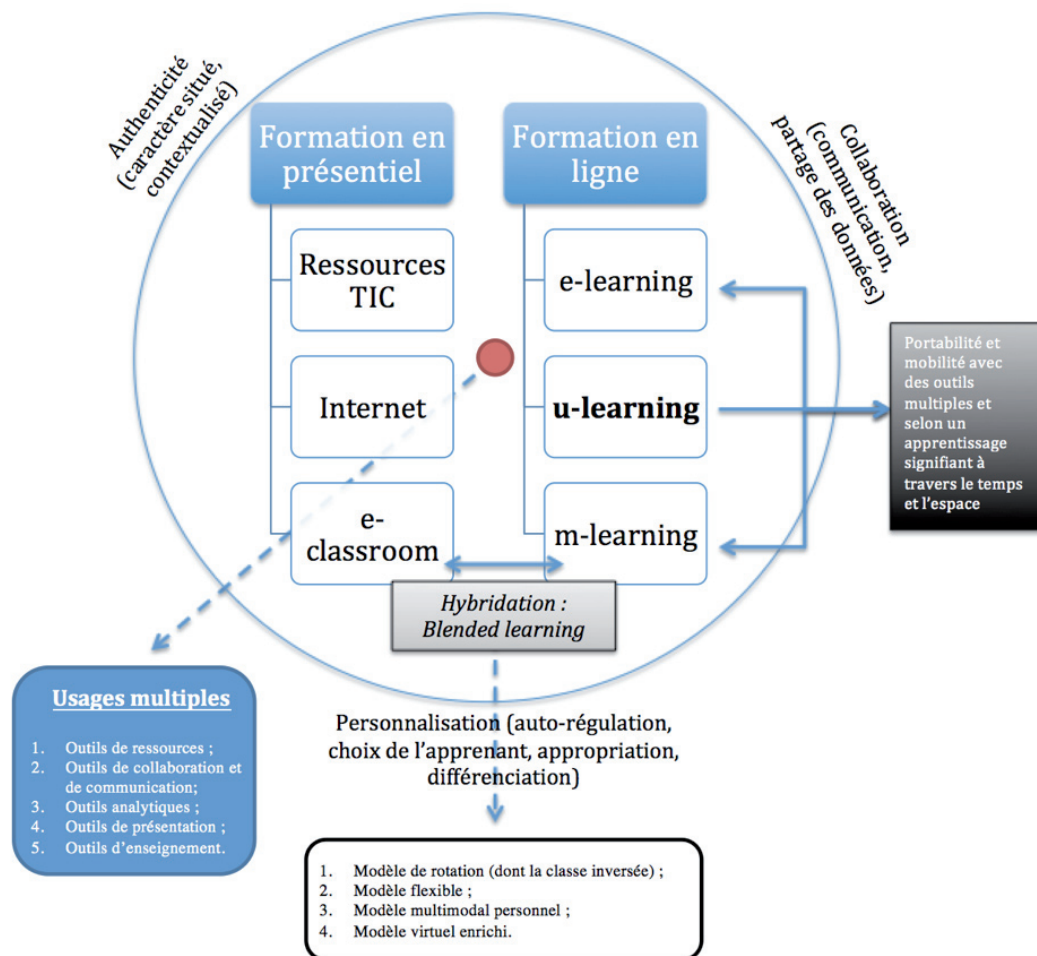 Authenticité
(caractère situé,
contextualisé)
Formation en
présentiel
Ressources
TIC
Internet
e-
classroom
Formation en
ligne
e-learning
u-learning
m-learning
Collaboration
(communication,
partage des données)
Portabilité et
mobilité avec
des outils
multiples et
selon un
apprentissage
signifiant à
travers le temps
et l'espace
Hybridation :
Blended learning
Usages multiples
1. Outils de ressources ;
2. Outils de collaboration et
de communication;
3. Outils analytiques ;
4. Outils de présentation ;
5. Outils d'enseignement.
Personnalisation (auto-régulation,
choix de l'apprenant, appropriation,
différenciation)
1. Modèle de rotation (dont la classe inversée) ;
2. Modèle flexible ;
3. Modèle multimodal personnel ;
4. Modèle virtuel enrichi.